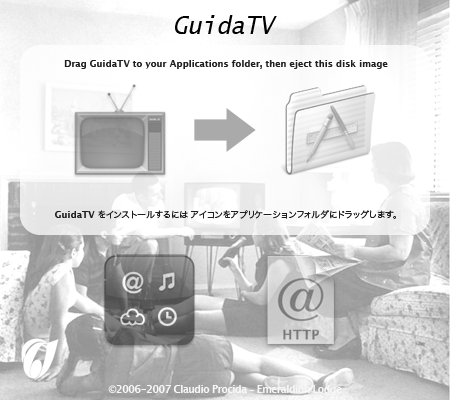 GuidaTV
Drag GuidaTV to your Applications folder, then eject this disk image
GuidaTV をインストールするには アイコンをアプリケーションフォルダにドラッグします。
@
@
HTTP
©2006-2007 Claudio Procida - Emeraldion Lodge